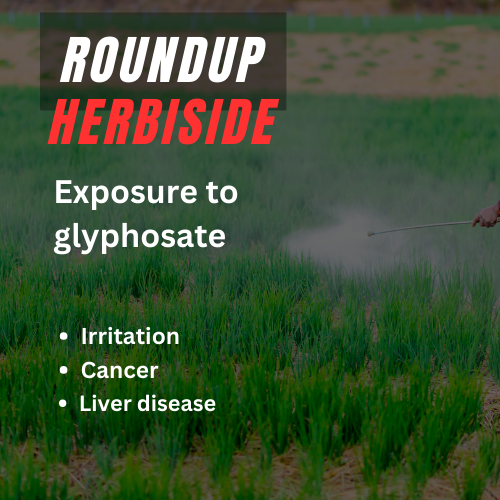 ROUNDUP
HERBISIDE
Exposure to
glyphosate
• Irritation
• Cancer
• Liver disease